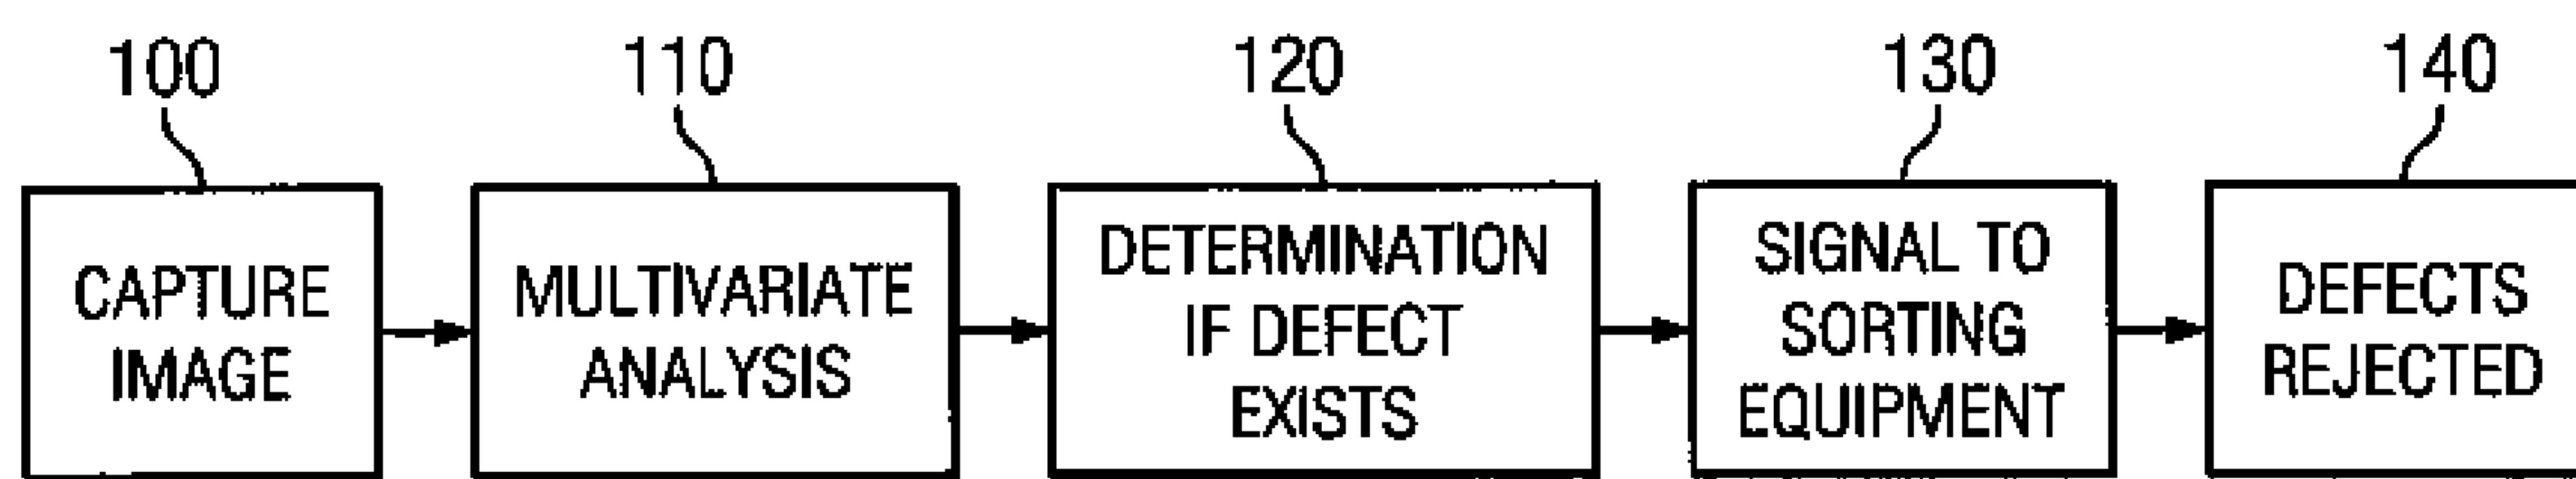 100
110
120
130
140
CAPTURE
IMAGE
MULTIVARIATE
ANALYSIS
DETERMINATION
IF DEFECT
EXISTS
SIGNAL TO
SORTING
EQUIPMENT
DEFECTS
REJECTED